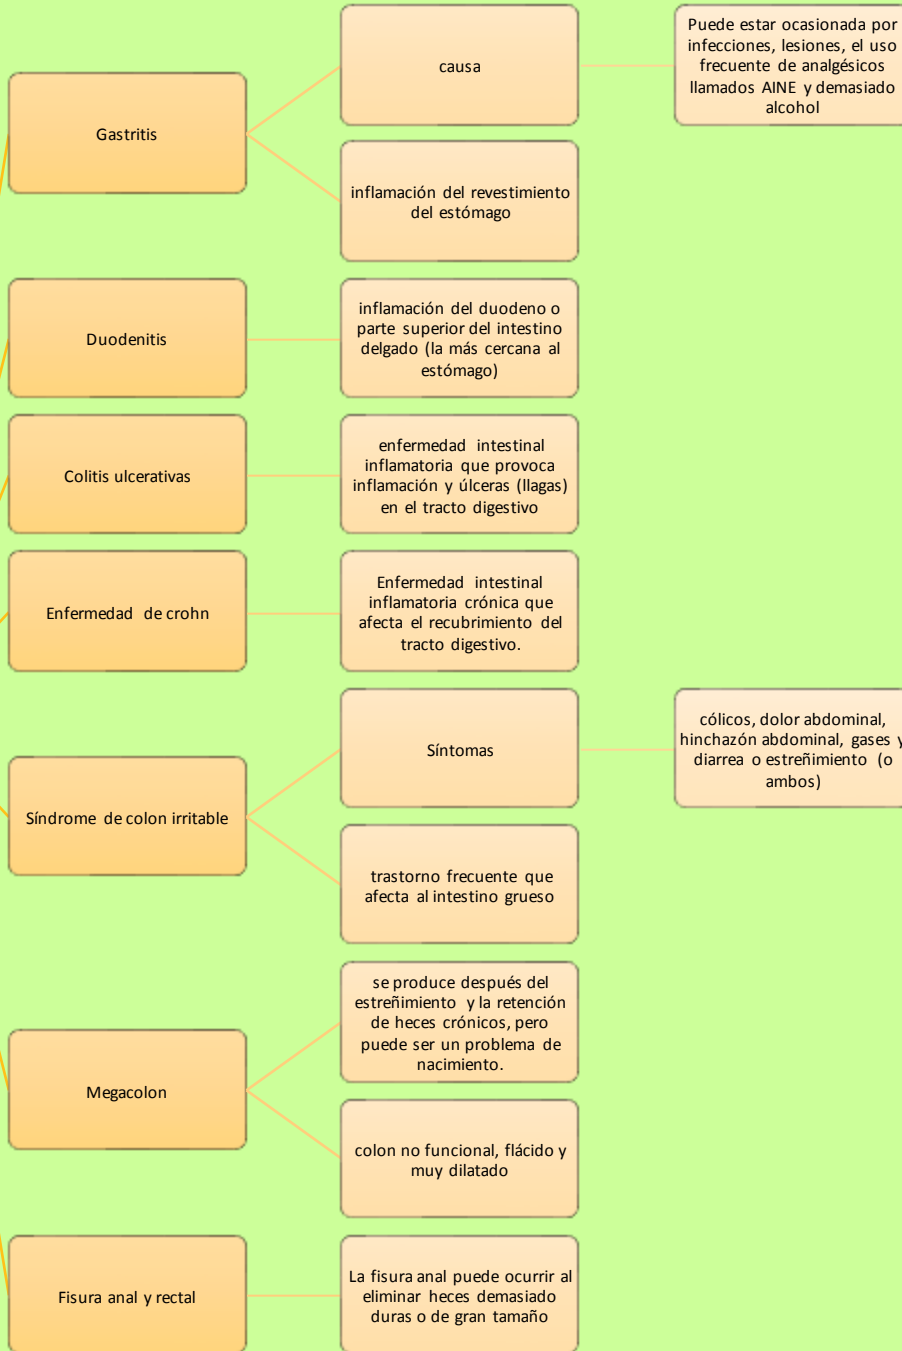 Gastritis
causa
Puede estar ocasionada por
infecciones, lesiones, el uso
frecuente de analgésicos
llamados AINE y demasiado
alcohol
inflamación del revestimiento
del estómago
Duodenitis
inflamación del duodeno o
parte superior del intestino
delgado (la más cercana al
estómago)
Colitis ulcerativas
enfermedad intestinal
inflamatoria que provoca
inflamación y úlceras (llagas)
en el tracto digestivo
Enfermedad de crohn
Enfermedad intestinal
inflamatoria crónica que
afecta el recubrimiento del
tracto digestivo.
Síndrome de colon irritable
Síntomas
cólicos, dolor abdominal,
hinchazón abdominal, gases y
diarrea o estreñimiento (o
ambos)
trastorno frecuente que
afecta al intestino grueso
Megacolon
se produce después del
estreñimiento y la retención
de heces crónicos, pero
puede ser un problema de
nacimiento.
colon no funcional, flácido y
muy dilatado
Fisura anal y rectal
La fisura anal puede ocurrir al
eliminar heces demasiado
duras o de gran tamaño